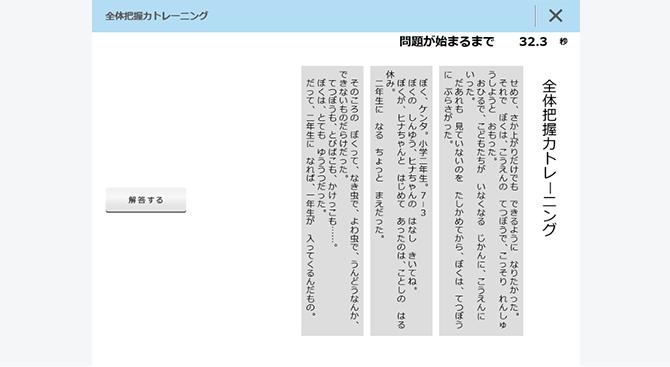 全体把握力トレーニング
問題が始まるまで 32.3 秒
全体把握力トレーニング
せめて、さか上がりだけでも できるように なりたかった。
それで ぼくは、こうえんの てつぼうで、こっそり れんしゅ
うしようと おもった。
おひるで、こどもたちが いなくなる じかんに、こうえんに
いった。
だあれも 見ていないのを たしかめてから、ぼくは、てつぼう
に ぶらさがった。
ぼく、ケンタ。小学二年生。7−3
ぼくの しんゆう、ヒナちゃんの はなし きいてね。
ぼくが、ヒナちゃんと はじめて あったのは、ことしの はる
休み。
二年生に なる ちょっと まえだった。
そのころの ぼくって、なき虫で、よわ虫で、うんどうなんか、
できないものだらけだった。
てつぼうも、とびばこも、かけっこも……。
ぼくは、とても ゆううつだった。
だって、二年生に なれば、一年生が 入ってくるんだもの。
解答する